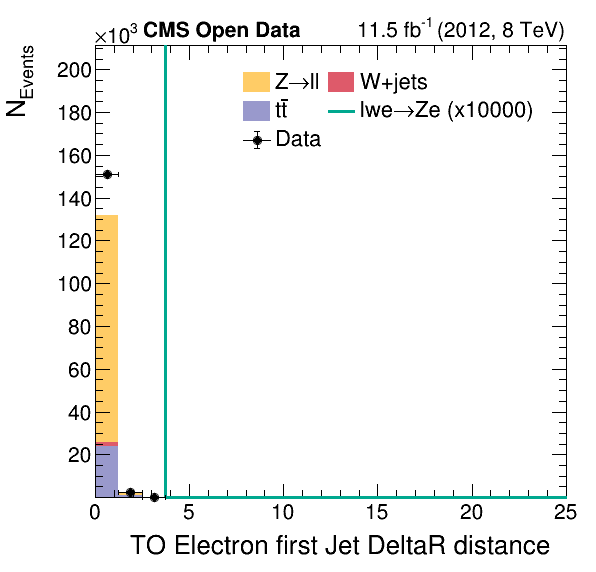 ×10³ CMS Open Data 11.5 fb⁻¹ (2012, 8 TeV)
N_Events
Z→ll W+jets
tt̄ lwe→Ze (x10000)
Data
200
180
160
140
120
100
80
60
40
20
0 5 10 15 20 25
TO Electron first Jet DeltaR distance